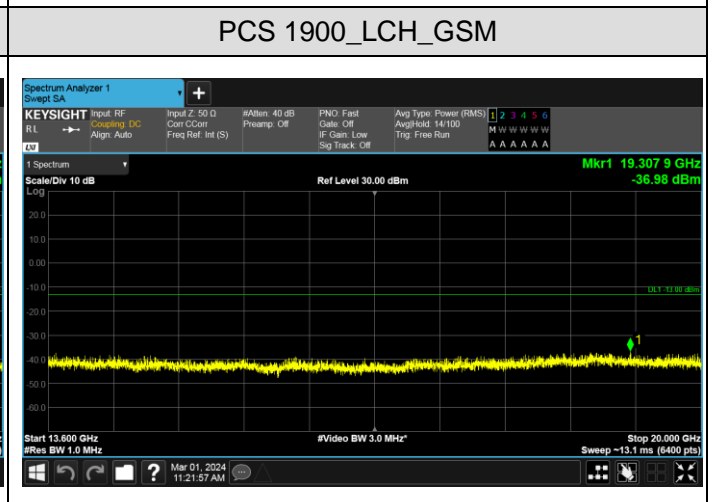 PCS 1900_LCH_GSM
Spectrum Analyzer 1
Swept SA
+
KEYSIGHT
RL
LXI
Input: RF
Coupling: DC
Align: Auto
Input Z: 50 Ω
Corr CCorr
Freq Ref: Int (S)
#Atten: 40 dB
Preamp: Off
PNO: Fast
Gate: Off
IF Gain: Low
Sig Track: Off
Avg Type: Power (RMS)
Avg|Hold: 14/100
Trig: Free Run
1 2 3 4 5 6
M W W W W W
A A A A A A
1 Spectrum
Mkr1 19.307 9 GHz
Scale/Div 10 dB
Ref Level 30.00 dBm
-36.98 dBm
Log
20.0
10.0
0.00
-10.0
DL1 -13.00 dBm
-20.0
-30.0
1
-40.0
-50.0
-60.0
Start 13.600 GHz
#Video BW 3.0 MHz*
Stop 20.000 GHz
#Res BW 1.0 MHz
Sweep ~13.1 ms (6400 pts)
?
Mar 01, 2024
11:21:57 AM